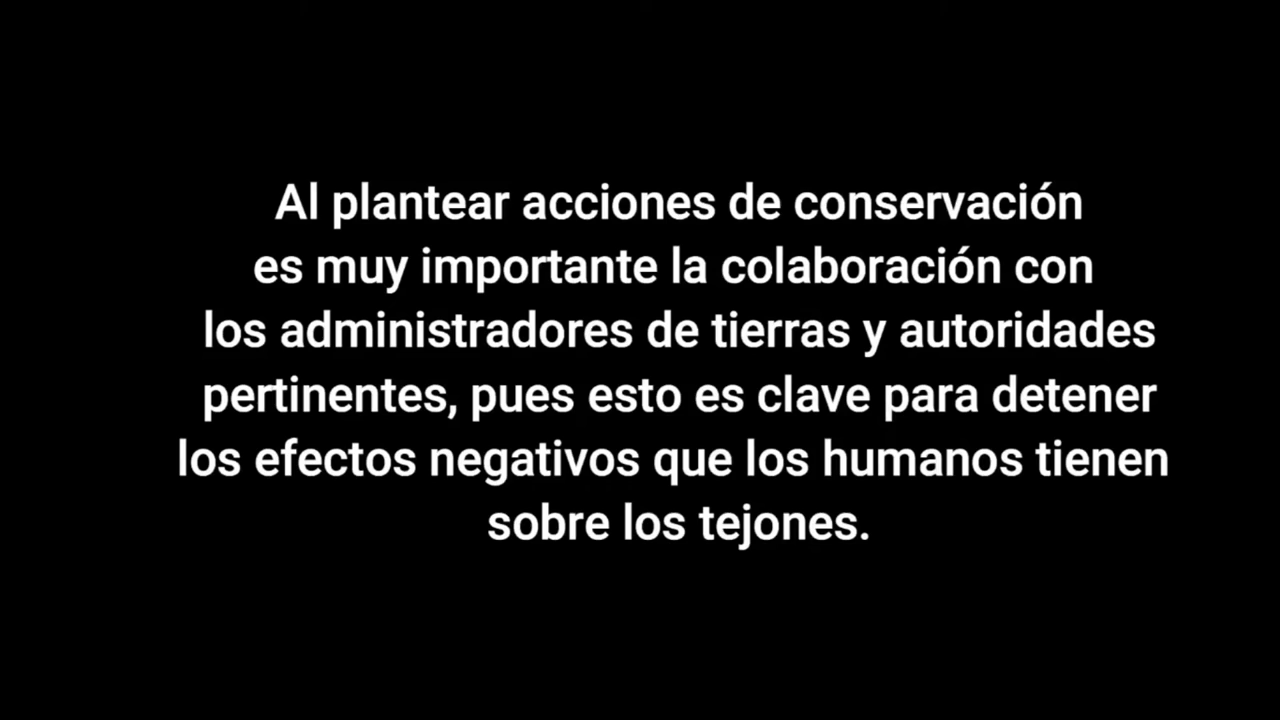 Al plantear acciones de conservación
es muy importante la colaboración con
los administradores de tierras y autoridades
pertinentes, pues esto es clave para detener
los efectos negativos que los humanos tienen
sobre los tejones.